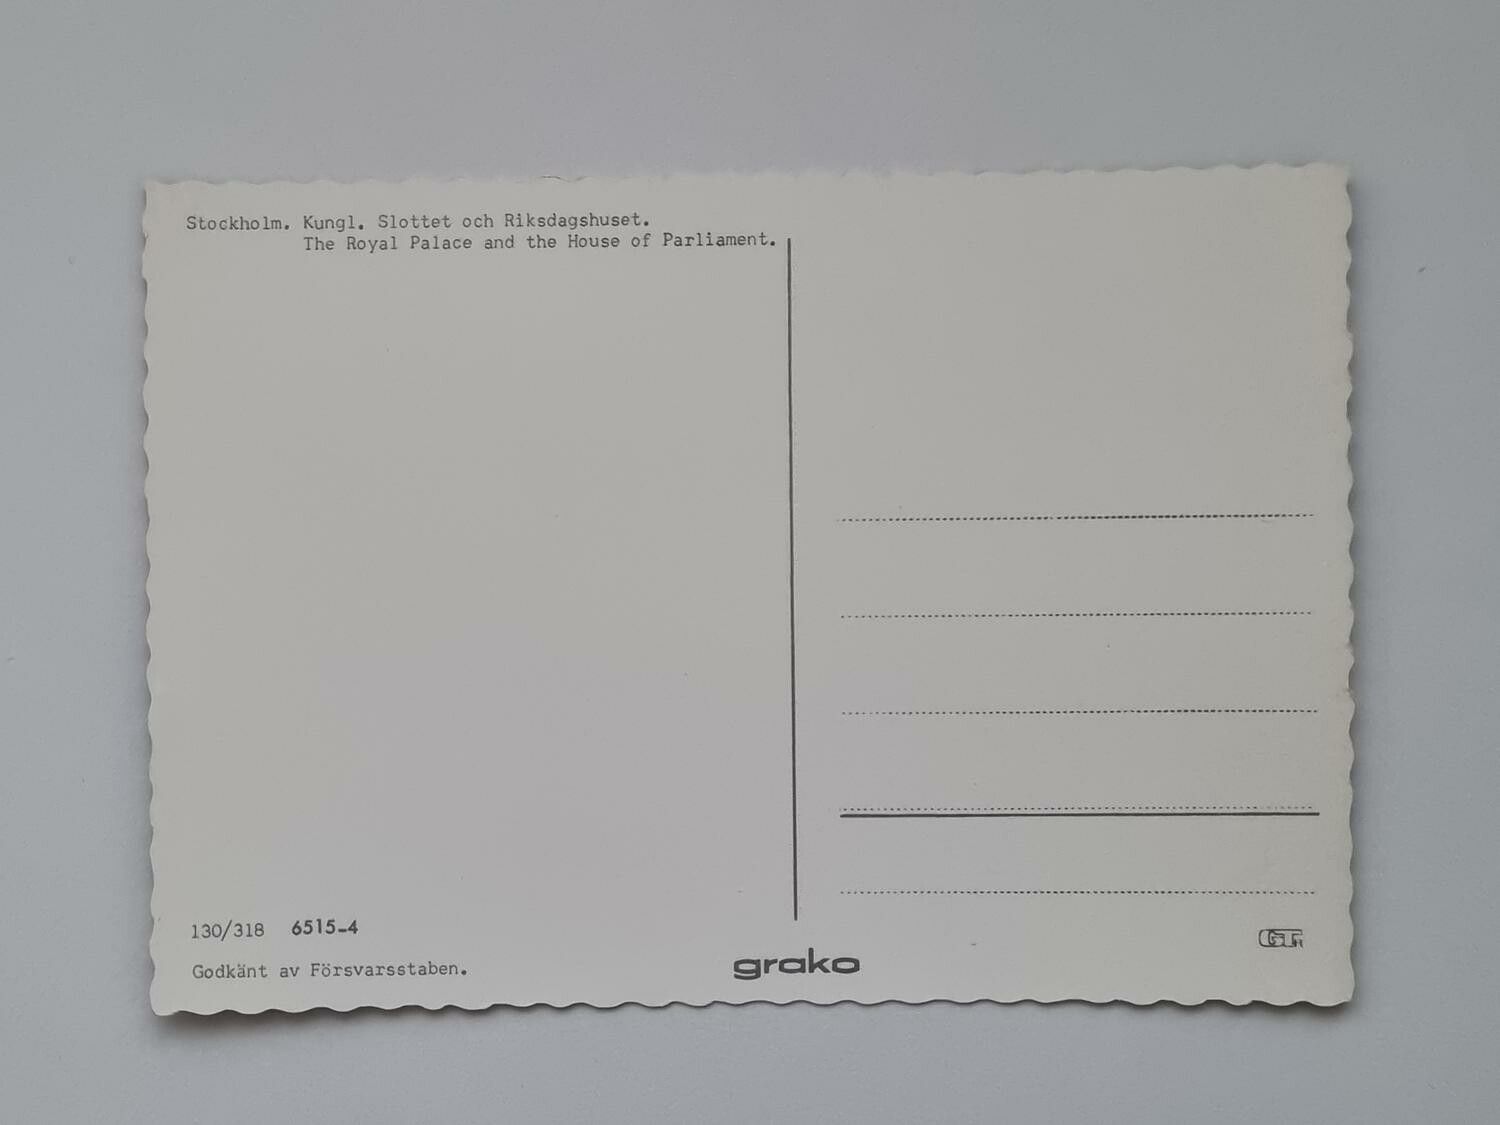 Stockholm. Kungl. Slottet och Riksdagshuset.
The Royal Palace and the House of Parliament.
130/318 6515-4
Godkänt av Försvarsstaben.
grako